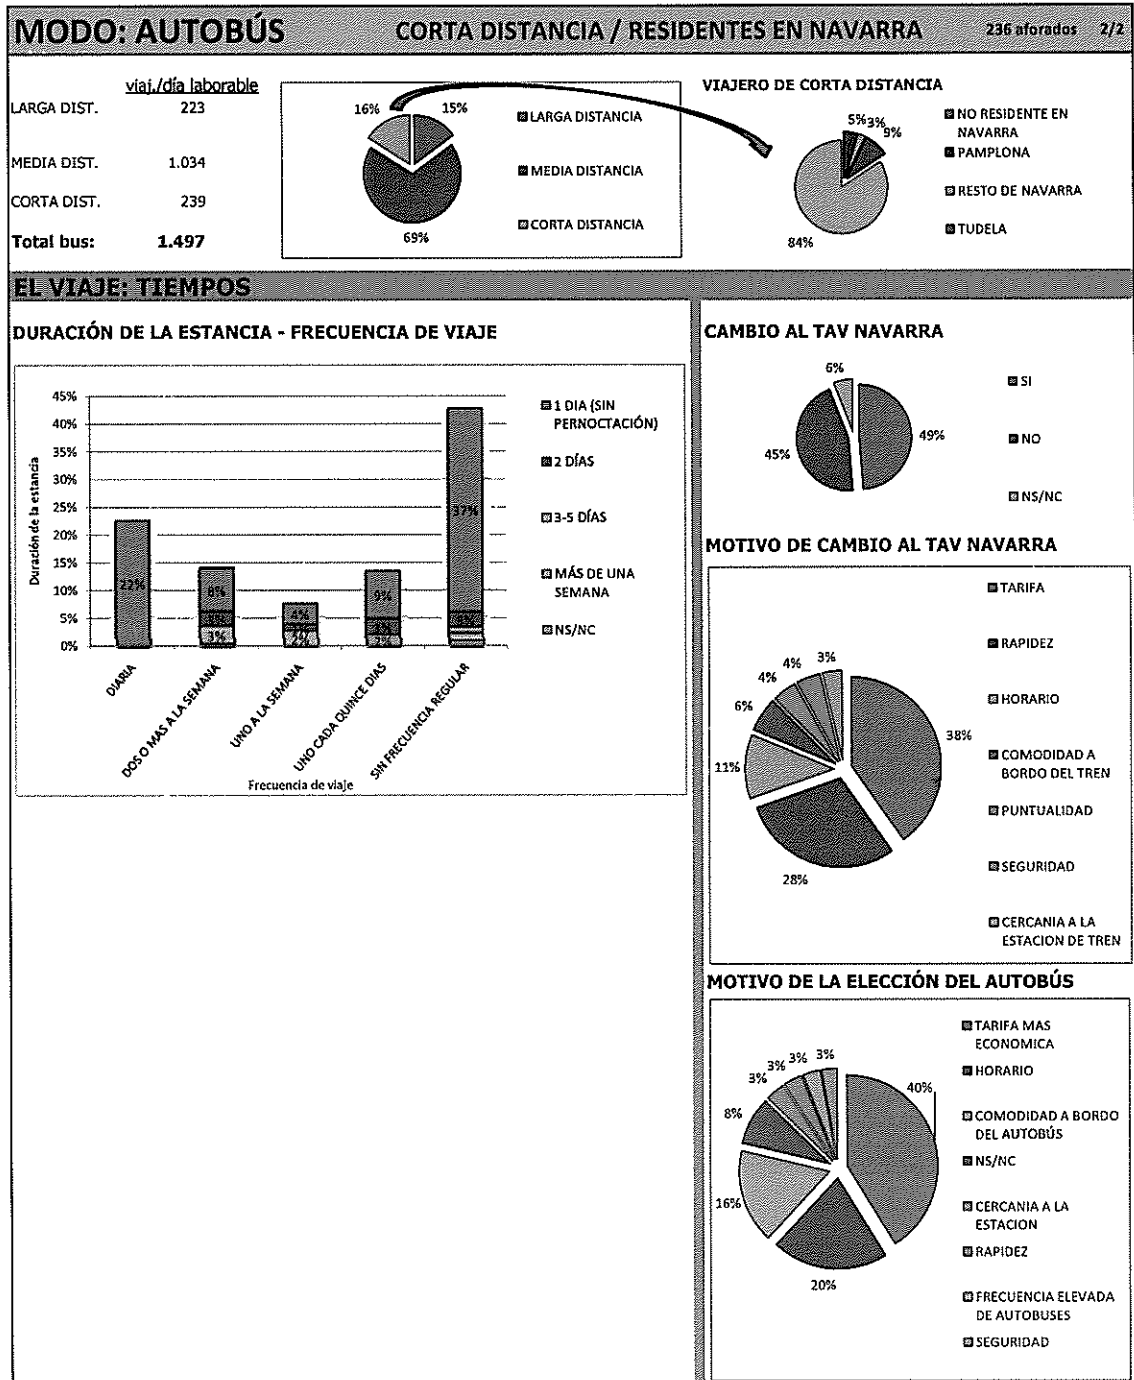 MODO: AUTOBÚS CORTA DISTANCIA / RESIDENTES EN NAVARRA 236 aforados 2/2
viaj./día laborable
LARGA DIST. 223
MEDIA DIST. 1.034
CORTA DIST. 239
Total bus: 1.497
16% 15%
69%
LARGA DISTANCIA
MEDIA DISTANCIA
CORTA DISTANCIA
VIAJERO DE CORTA DISTANCIA
5% 3% 9%
84%
NO RESIDENTE EN
NAVARRA
PAMPLONA
RESTO DE NAVARRA
TUDELA
EL VIAJE: TIEMPOS
DURACIÓN DE LA ESTANCIA - FRECUENCIA DE VIAJE
Duración de la estancia
45%
40%
35%
30%
25%
20%
15%
10%
5%
0%
22%
8%
3%
4%
2%
9%
37%
DIARIA
DOS O MAS A LA SEMANA
UNO A LA SEMANA
UNO CADA QUINCE DIAS
SIN FRECUENCIA REGULAR
Frecuencia de viaje
1 DIA (SIN
PERNOCTACIÓN)
2 DÍAS
3-5 DÍAS
MÁS DE UNA
SEMANA
NS/NC
CAMBIO AL TAV NAVARRA
6%
49%
45%
SI
NO
NS/NC
MOTIVO DE CAMBIO AL TAV NAVARRA
4% 3%
4%
6%
11%
38%
28%
TARIFA
RAPIDEZ
HORARIO
COMODIDAD A
BORDO DEL TREN
PUNTUALIDAD
SEGURIDAD
CERCANIA A LA
ESTACION DE TREN
MOTIVO DE LA ELECCIÓN DEL AUTOBÚS
3% 3% 3% 3%
8%
40%
16%
20%
TARIFA MAS
ECONOMICA
HORARIO
COMODIDAD A BORDO
DEL AUTOBÚS
NS/NC
CERCANIA A LA
ESTACION
RAPIDEZ
FRECUENCIA ELEVADA
DE AUTOBUSES
SEGURIDAD